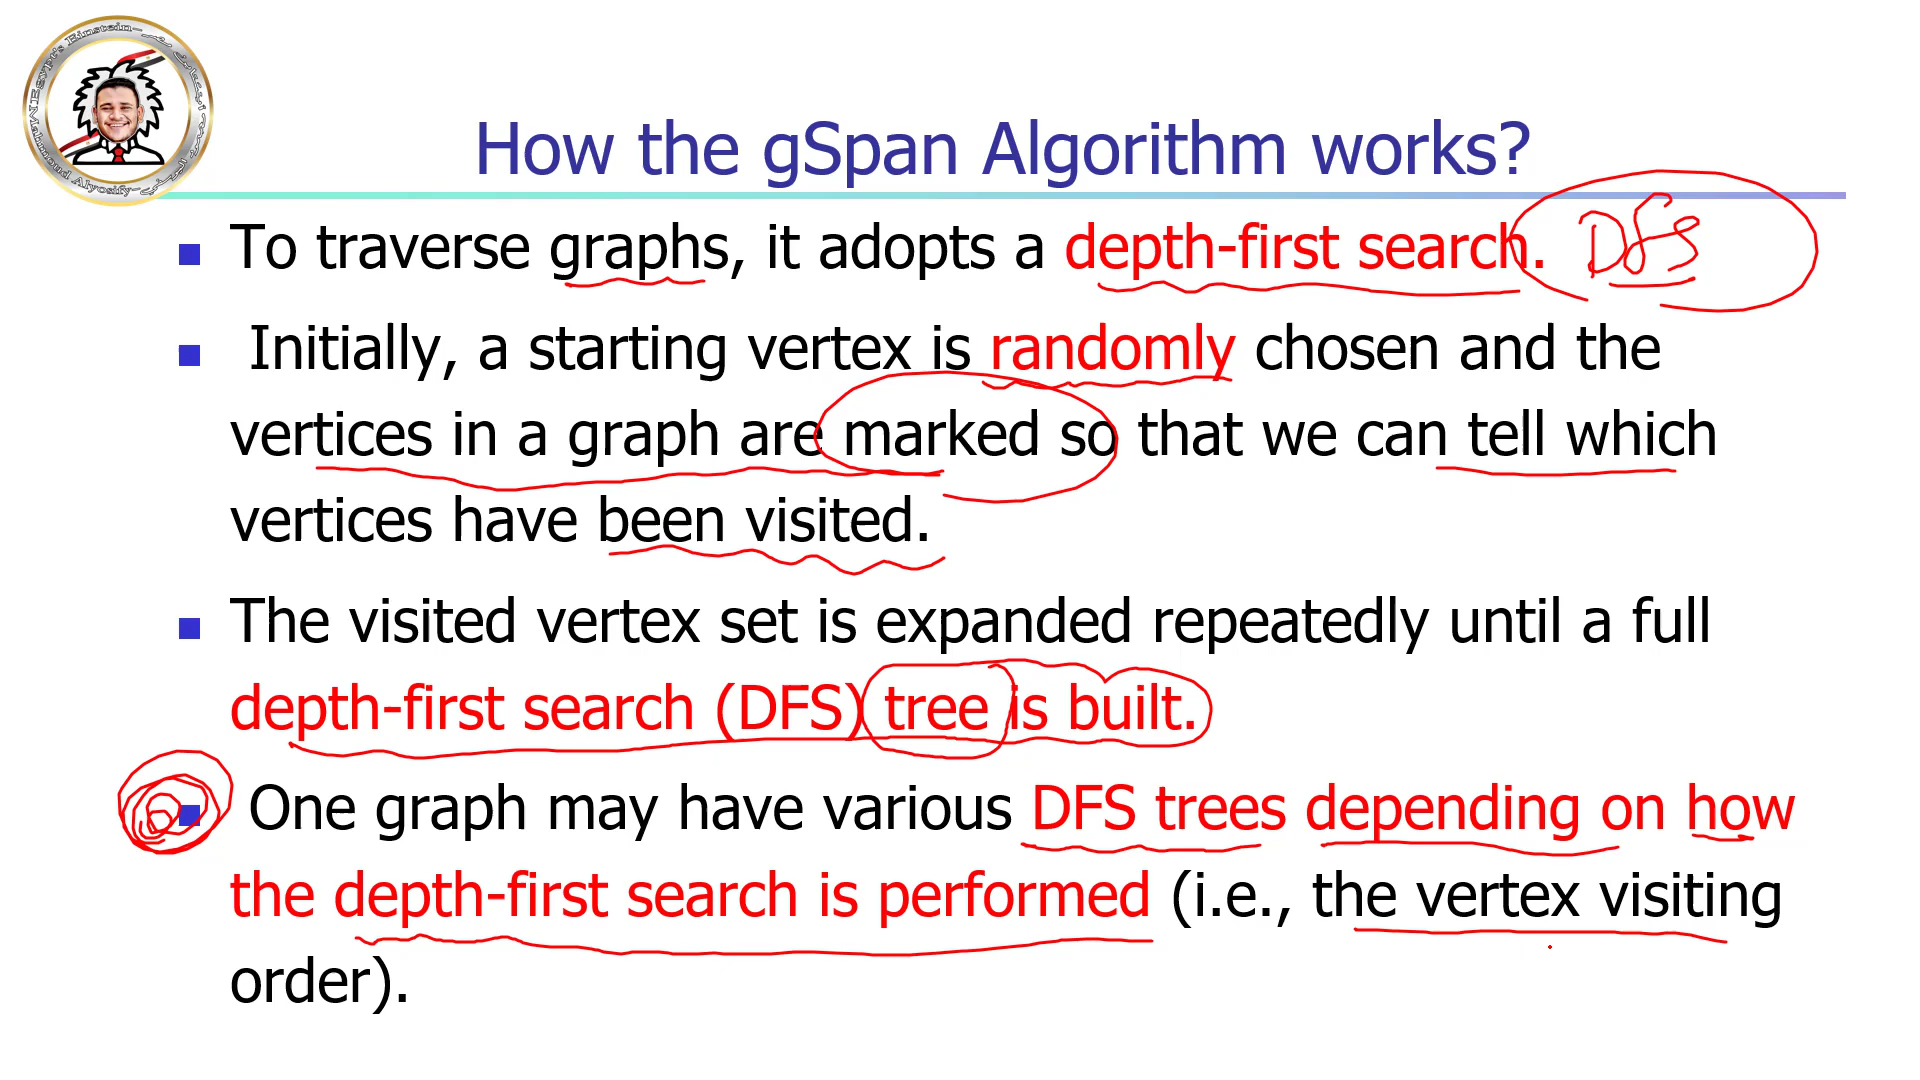 How the gSpan Algorithm works?
To traverse graphs, it adopts a depth-first search. DFS
Initially, a starting vertex is randomly chosen and the
vertices in a graph are marked so that we can tell which
vertices have been visited.
The visited vertex set is expanded repeatedly until a full
depth-first search (DFS) tree is built.
One graph may have various DFS trees depending on how
the depth-first search is performed (i.e., the vertex visiting
order).